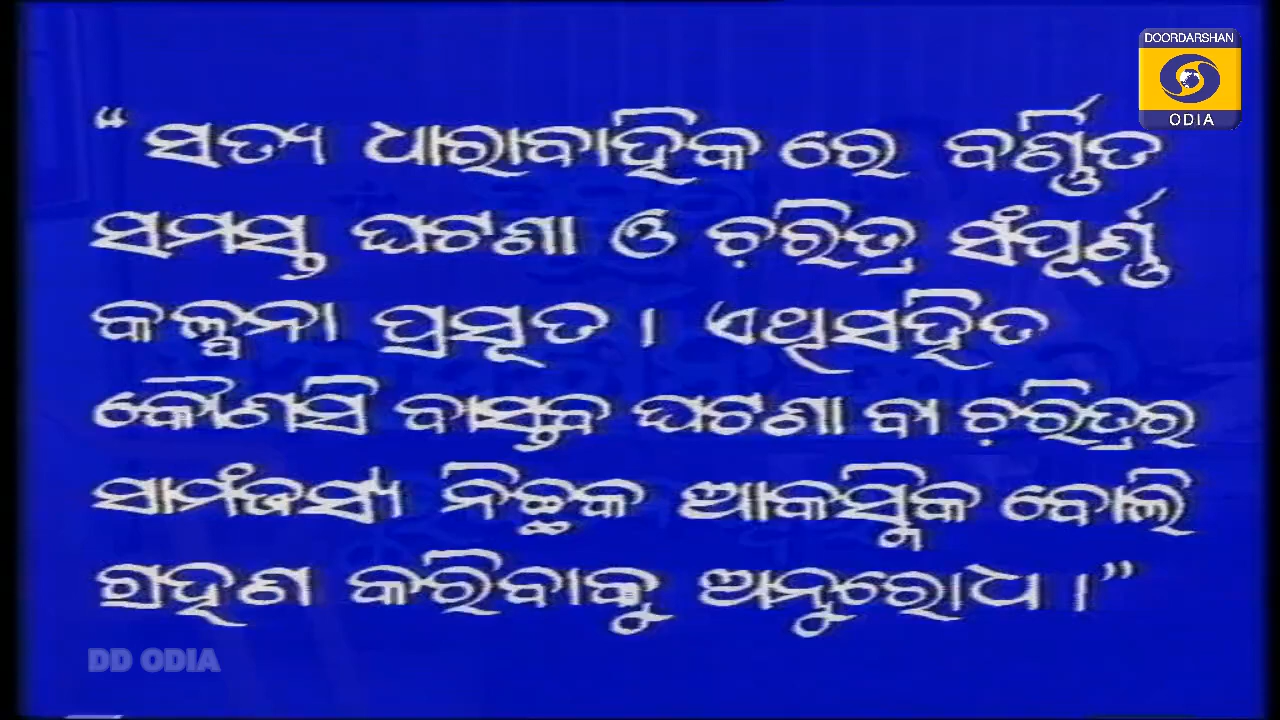 DOORDARSHAN
ODIA
“ ସତ୍ୟ ଧାରାବାହିକ ରେ ବର୍ଣ୍ଣିତ
ସମସ୍ତ ଘଟଣା ଓ ଚରିତ୍ର ସଂପୂର୍ଣ୍ଣ
କଳ୍ପନା ପ୍ରସୂତ । ଏଥିସହିତ
କୌଣସି ବାସ୍ତବ ଘଟଣା ବା ଚରିତ୍ରର
ସାମଂଜସ୍ୟ ନିଚ୍ଛକ ଆକସ୍ମିକ ବୋଲି
ଗ୍ରହଣ କରିବାକୁ ଅନୁରୋଧ ।”
DD ODIA